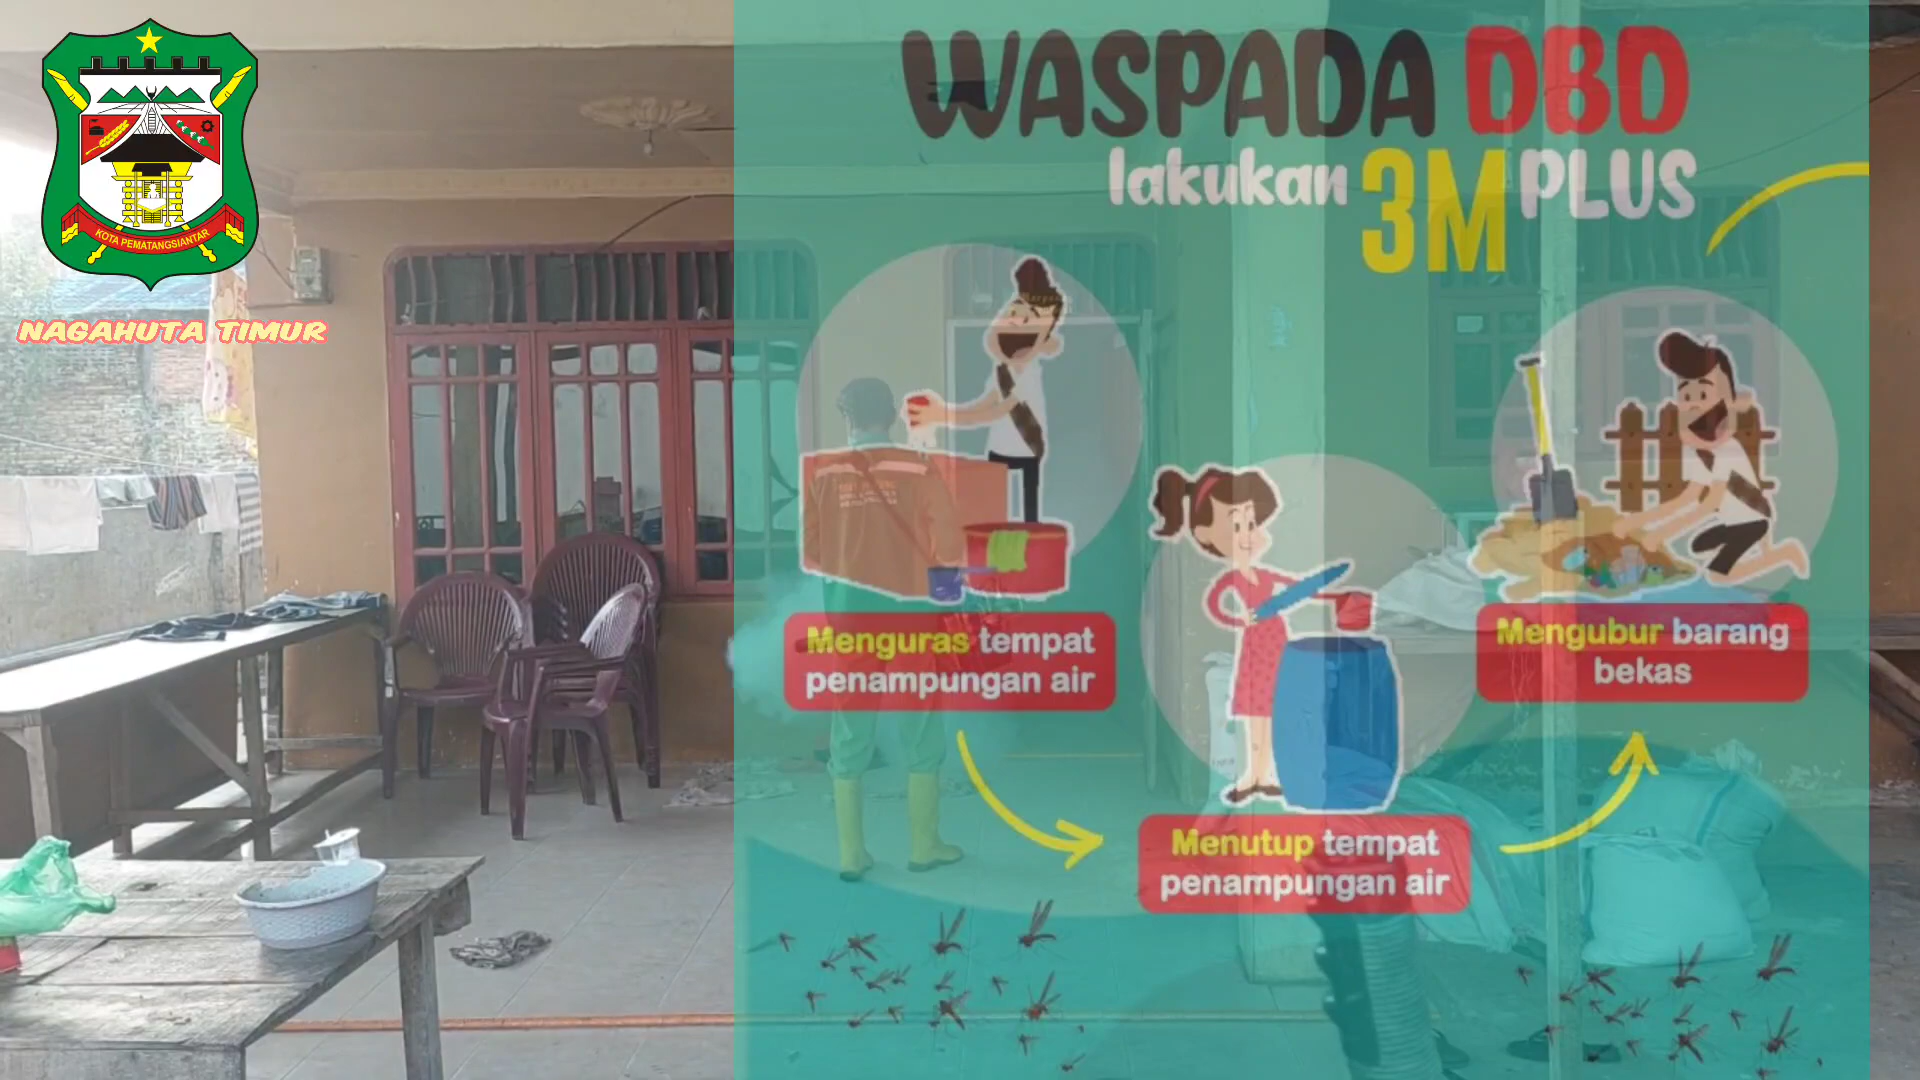 KOTA PEMATANGSIANTAR
NAGAHUTA TIMUR
WASPADA DBD
lakukan 3M PLUS
Menguras tempat
penampungan air
Menutup tempat
penampungan air
Mengubur barang
bekas